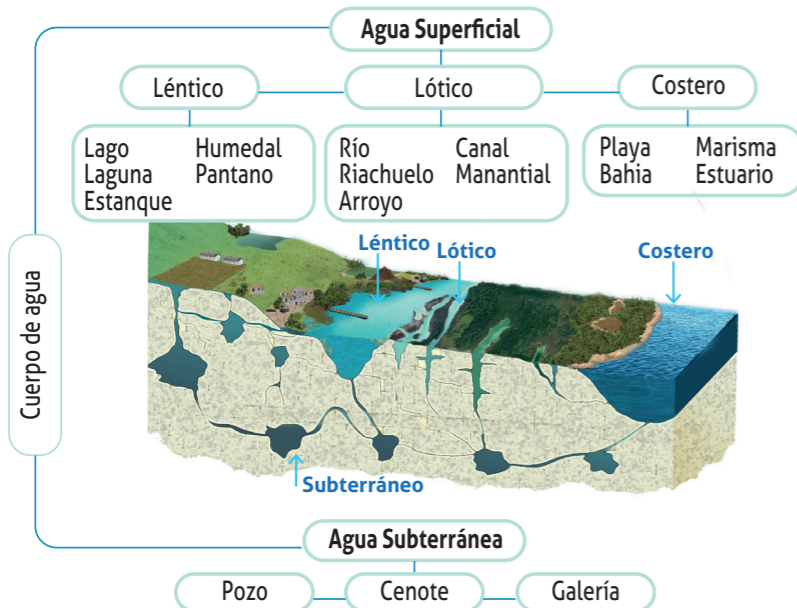 Agua Superficial
Léntico
Lótico
Costero
Lago
Laguna
Estanque
Humedal
Pantano
Río
Riachuelo
Arroyo
Canal
Manantial
Playa
Bahia
Marisma
Estuario
Cuerpo de agua
Léntico
Lótico
Costero
Subterráneo
Agua Subterránea
Pozo
Cenote
Galería